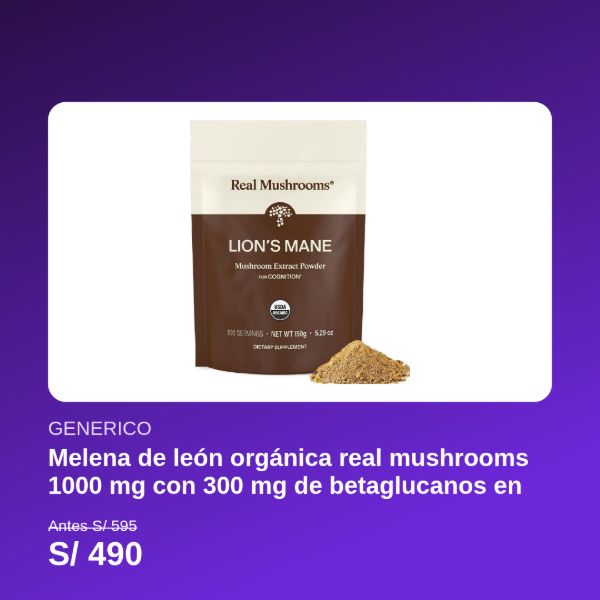 Real Mushrooms®
LION'S MANE
Mushroom Extract Powder
FOR COGNITION†
USDA
ORGANIC
150 SERVINGS • NET WT 150g • 5.29 oz
DIETARY SUPPLEMENT
GENERICO
Melena de león orgánica real mushrooms
1000 mg con 300 mg de betaglucanos en
Antes S/ 595
S/ 490